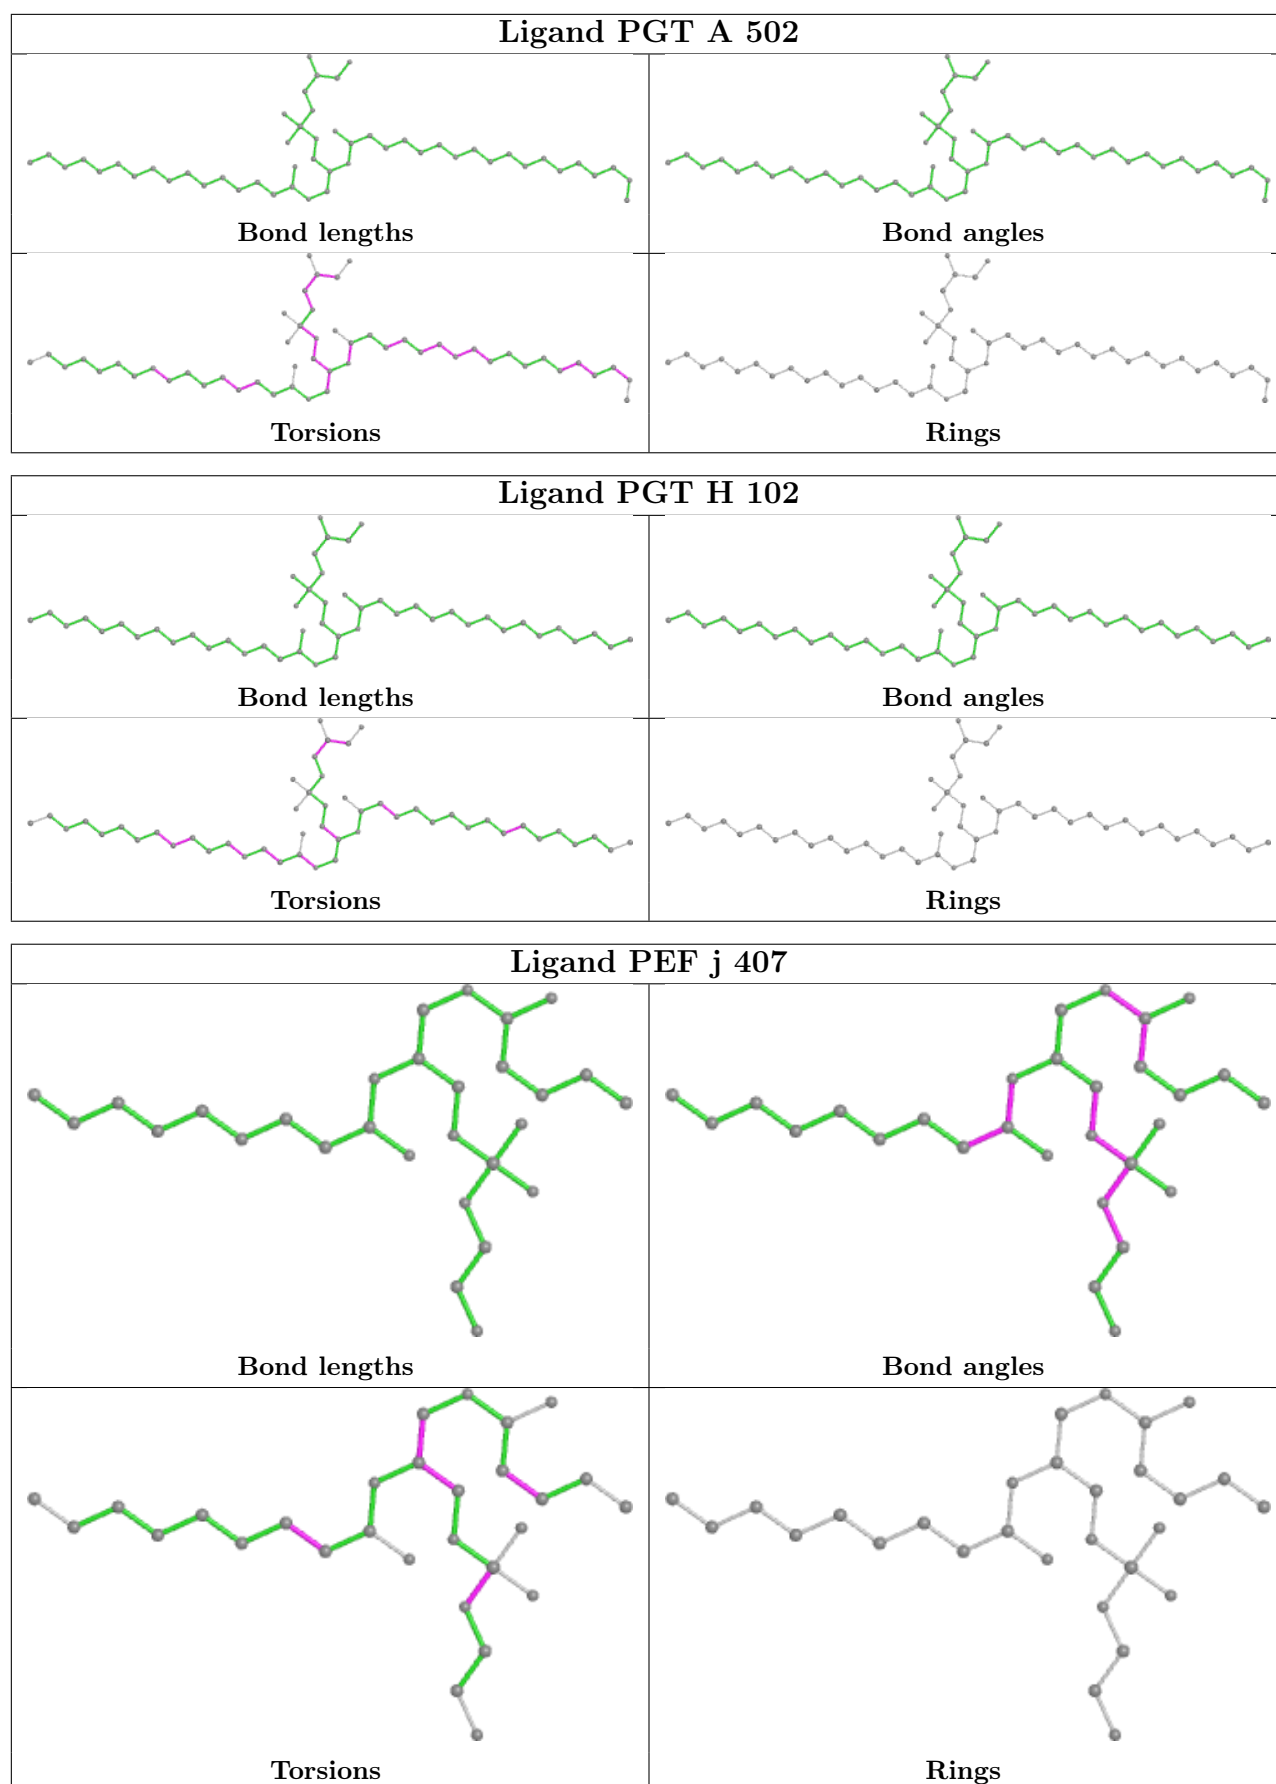 Ligand PGT A 502
Bond lengths
Bond angles
Torsions
Rings
Ligand PGT H 102
Bond lengths
Bond angles
Torsions
Rings
Ligand PEF j 407
Bond lengths
Bond angles
Torsions
Rings